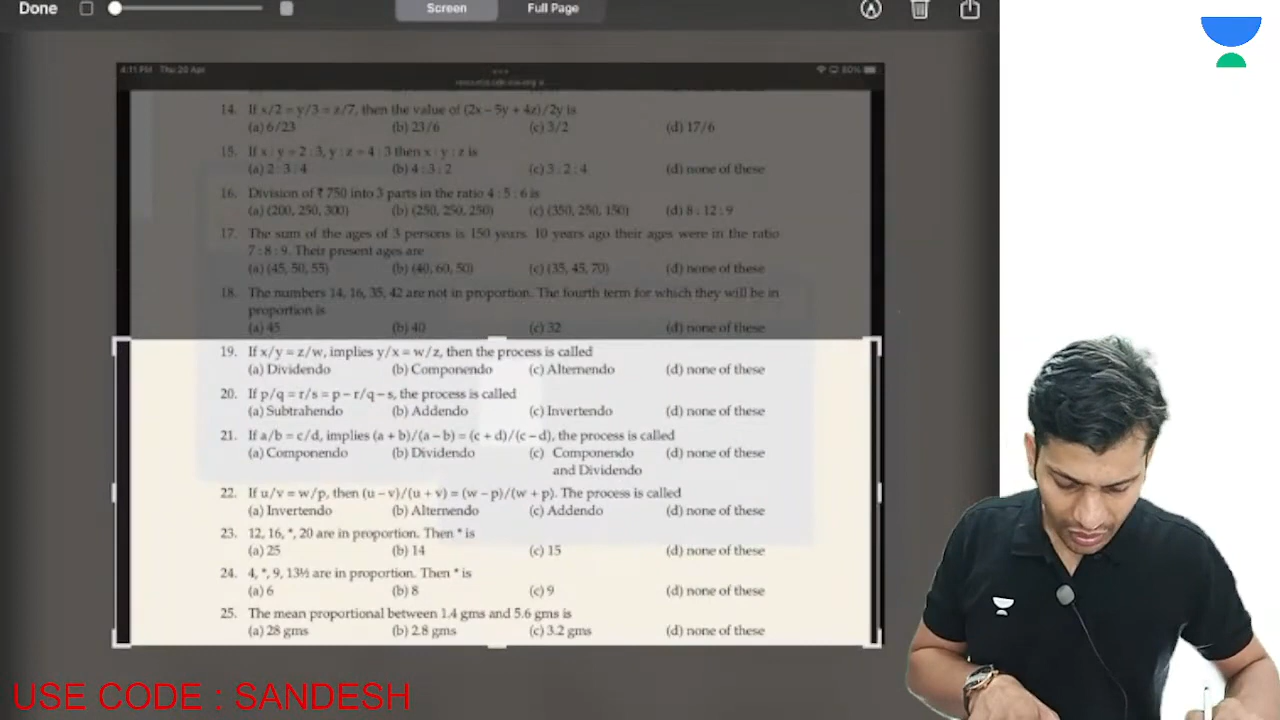 Done Screen Full Page
4:11 PM Thu 20 Apr 80%
14. If x/2 = y/3 = z/7, then the value of (2x – 5y + 4z)/2y is
(a) 6/23 (b) 23/6 (c) 3/2 (d) 17/6
15. If x : y = 2 : 3, y : z = 4 : 3 then x : y : z is
(a) 2 : 3 : 4 (b) 4 : 3 : 2 (c) 3 : 2 : 4 (d) none of these
16. Division of ₹ 750 into 3 parts in the ratio 4 : 5 : 6 is
(a) (200, 250, 300) (b) (250, 250, 250) (c) (350, 250, 150) (d) 8 : 12 : 9
17. The sum of the ages of 3 persons is 150 years. 10 years ago their ages were in the ratio
7 : 8 : 9. Their present ages are
(a) (45, 50, 55) (b) (40, 60, 50) (c) (35, 45, 70) (d) none of these
18. The numbers 14, 16, 35, 42 are not in proportion. The fourth term for which they will be in
proportion is
(a) 45 (b) 40 (c) 32 (d) none of these
19. If x/y = z/w, implies y/x = w/z, then the process is called
(a) Dividendo (b) Componendo (c) Alternendo (d) none of these
20. If p/q = r/s = p – r/q – s, the process is called
(a) Subtrahendo (b) Addendo (c) Invertendo (d) none of these
21. If a/b = c/d, implies (a + b)/(a – b) = (c + d)/(c – d), the process is called
(a) Componendo (b) Dividendo (c) Componendo (d) none of these
and Dividendo
22. If u/v = w/p, then (u – v)/(u + v) = (w – p)/(w + p). The process is called
(a) Invertendo (b) Alternendo (c) Addendo (d) none of these
23. 12, 16, *, 20 are in proportion. Then * is
(a) 25 (b) 14 (c) 15 (d) none of these
24. 4, *, 9, 13½ are in proportion. Then * is
(a) 6 (b) 8 (c) 9 (d) none of these
25. The mean proportional between 1.4 gms and 5.6 gms is
(a) 28 gms (b) 2.8 gms (c) 3.2 gms (d) none of these
USE CODE : SANDESH